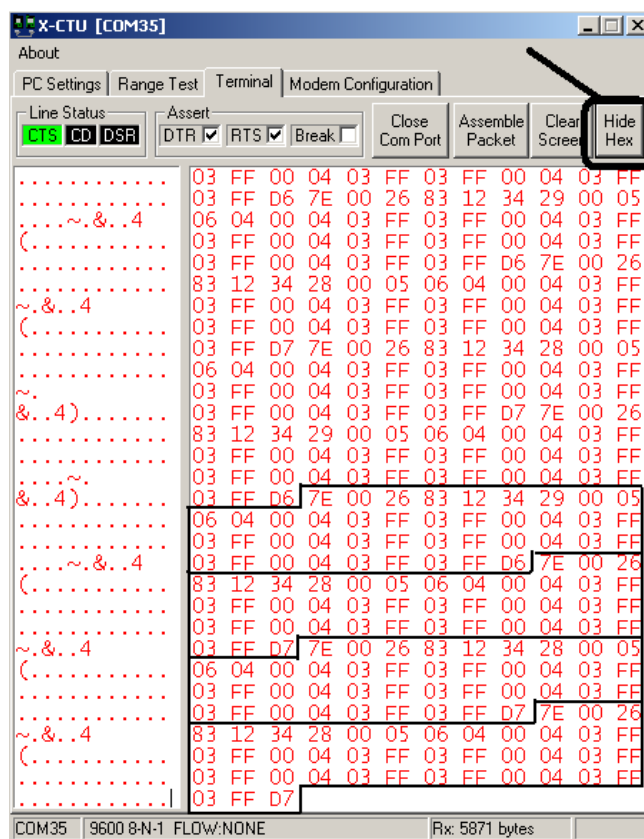 X-CTU [COM35]
About
PC Settings Range Test Terminal Modem Configuration
Line Status
CTS CD DSR
Assert
DTR RTS Break
Close
Com Port
Assemble
Packet
Clear
Screen
Hide
Hex
............ 03 FF 00 04 03 FF 03 FF 00 04 03 FF
............ 03 FF D6 7E 00 26 83 12 34 29 00 05
....~.&..4 06 04 00 04 03 FF 03 FF 00 04 03 FF
(........... 03 FF 00 04 03 FF 03 FF 00 04 03 FF
............ 03 FF 00 04 03 FF 03 FF D6 7E 00 26
............ 83 12 34 28 00 05 06 04 00 04 03 FF
~.&..4 03 FF 00 04 03 FF 03 FF 00 04 03 FF
(........... 03 FF 00 04 03 FF 03 FF 00 04 03 FF
............ 03 FF D7 7E 00 26 83 12 34 28 00 05
06 04 00 04 03 FF 03 FF 00 04 03 FF
~. 03 FF 00 04 03 FF 03 FF 00 04 03 FF
&..4)....... 03 FF 00 04 03 FF 03 FF D7 7E 00 26
............ 83 12 34 29 00 05 06 04 00 04 03 FF
............ 03 FF 00 04 03 FF 03 FF 00 04 03 FF
....~. 03 FF 00 04 03 FF 03 FF 00 04 03 FF
&..4)....... 03 FF D6 7E 00 26 83 12 34 29 00 05
............ 06 04 00 04 03 FF 03 FF 00 04 03 FF
............ 03 FF 00 04 03 FF 03 FF 00 04 03 FF
....~.&..4 03 FF 00 04 03 FF 03 FF D6 7E 00 26
(........... 83 12 34 28 00 05 06 04 00 04 03 FF
............ 03 FF 00 04 03 FF 03 FF 00 04 03 FF
............ 03 FF 00 04 03 FF 03 FF 00 04 03 FF
~.&..4 03 FF D7 7E 00 26 83 12 34 28 00 05
(........... 06 04 00 04 03 FF 03 FF 00 04 03 FF
............ 03 FF 00 04 03 FF 03 FF 00 04 03 FF
............ 03 FF 00 04 03 FF 03 FF D7 7E 00 26
~.&..4 83 12 34 28 00 05 06 04 00 04 03 FF
(........... 03 FF 00 04 03 FF 03 FF 00 04 03 FF
............ 03 FF 00 04 03 FF 03 FF 00 04 03 FF
............ 03 FF D7
COM35 9600 8-N-1 FLOW:NONE Rx: 5871 bytes